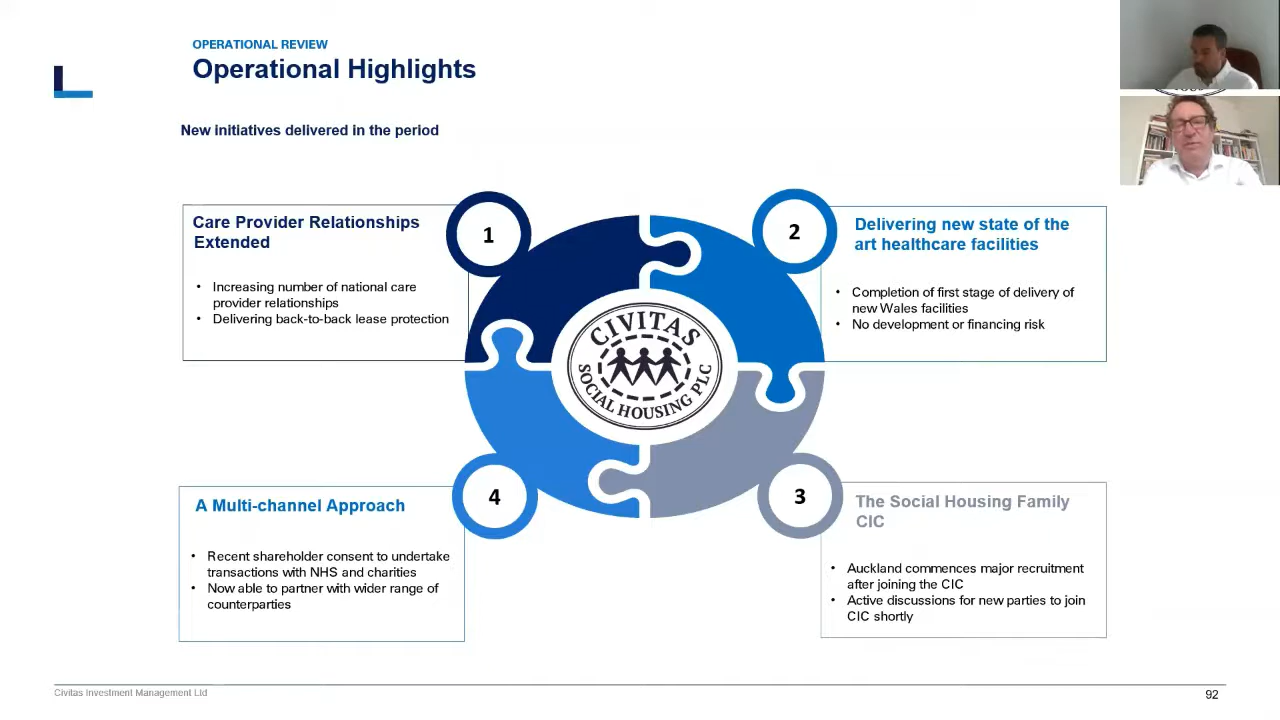 OPERATIONAL REVIEW
Operational Highlights
New initiatives delivered in the period
Care Provider Relationships
Extended
• Increasing number of national care
provider relationships
• Delivering back-to-back lease protection
1
2
Delivering new state of the
art healthcare facilities
• Completion of first stage of delivery of
new Wales facilities
• No development or financing risk
CIVITAS
SOCIAL HOUSING PLC
A Multi-channel Approach
• Recent shareholder consent to undertake
transactions with NHS and charities
• Now able to partner with wider range of
counterparties
4
3
The Social Housing Family
CIC
• Auckland commences major recruitment
after joining the CIC
• Active discussions for new parties to join
CIC shortly
Civitas Investment Management Ltd
92